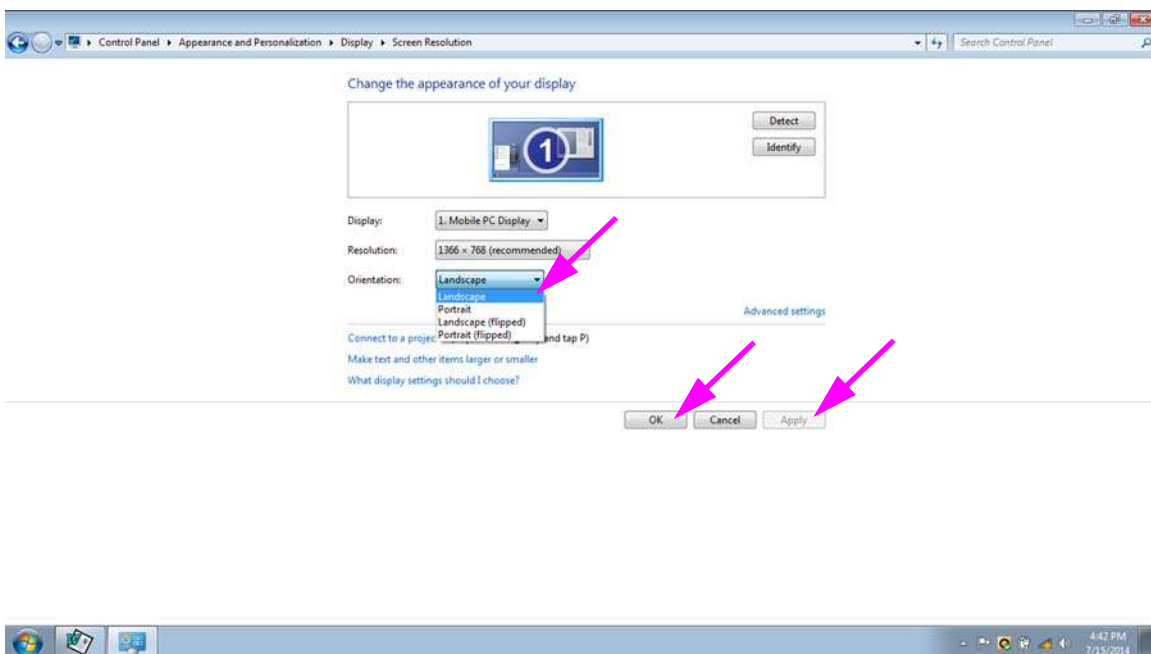 Control Panel ▸ Appearance and Personalization ▸ Display ▸ Screen Resolution
Search Control Panel
Change the appearance of your display
1
Detect
Identify
Display: 1. Mobile PC Display
Resolution: 1366 × 768 (recommended)
Orientation: Landscape
Landscape
Portrait
Landscape (flipped)
Portrait (flipped)
Advanced settings
Connect to a and tap P)
Make text and other items larger or smaller
What display settings should I choose?
OK Cancel Apply
4:42 PM
7/15/2014